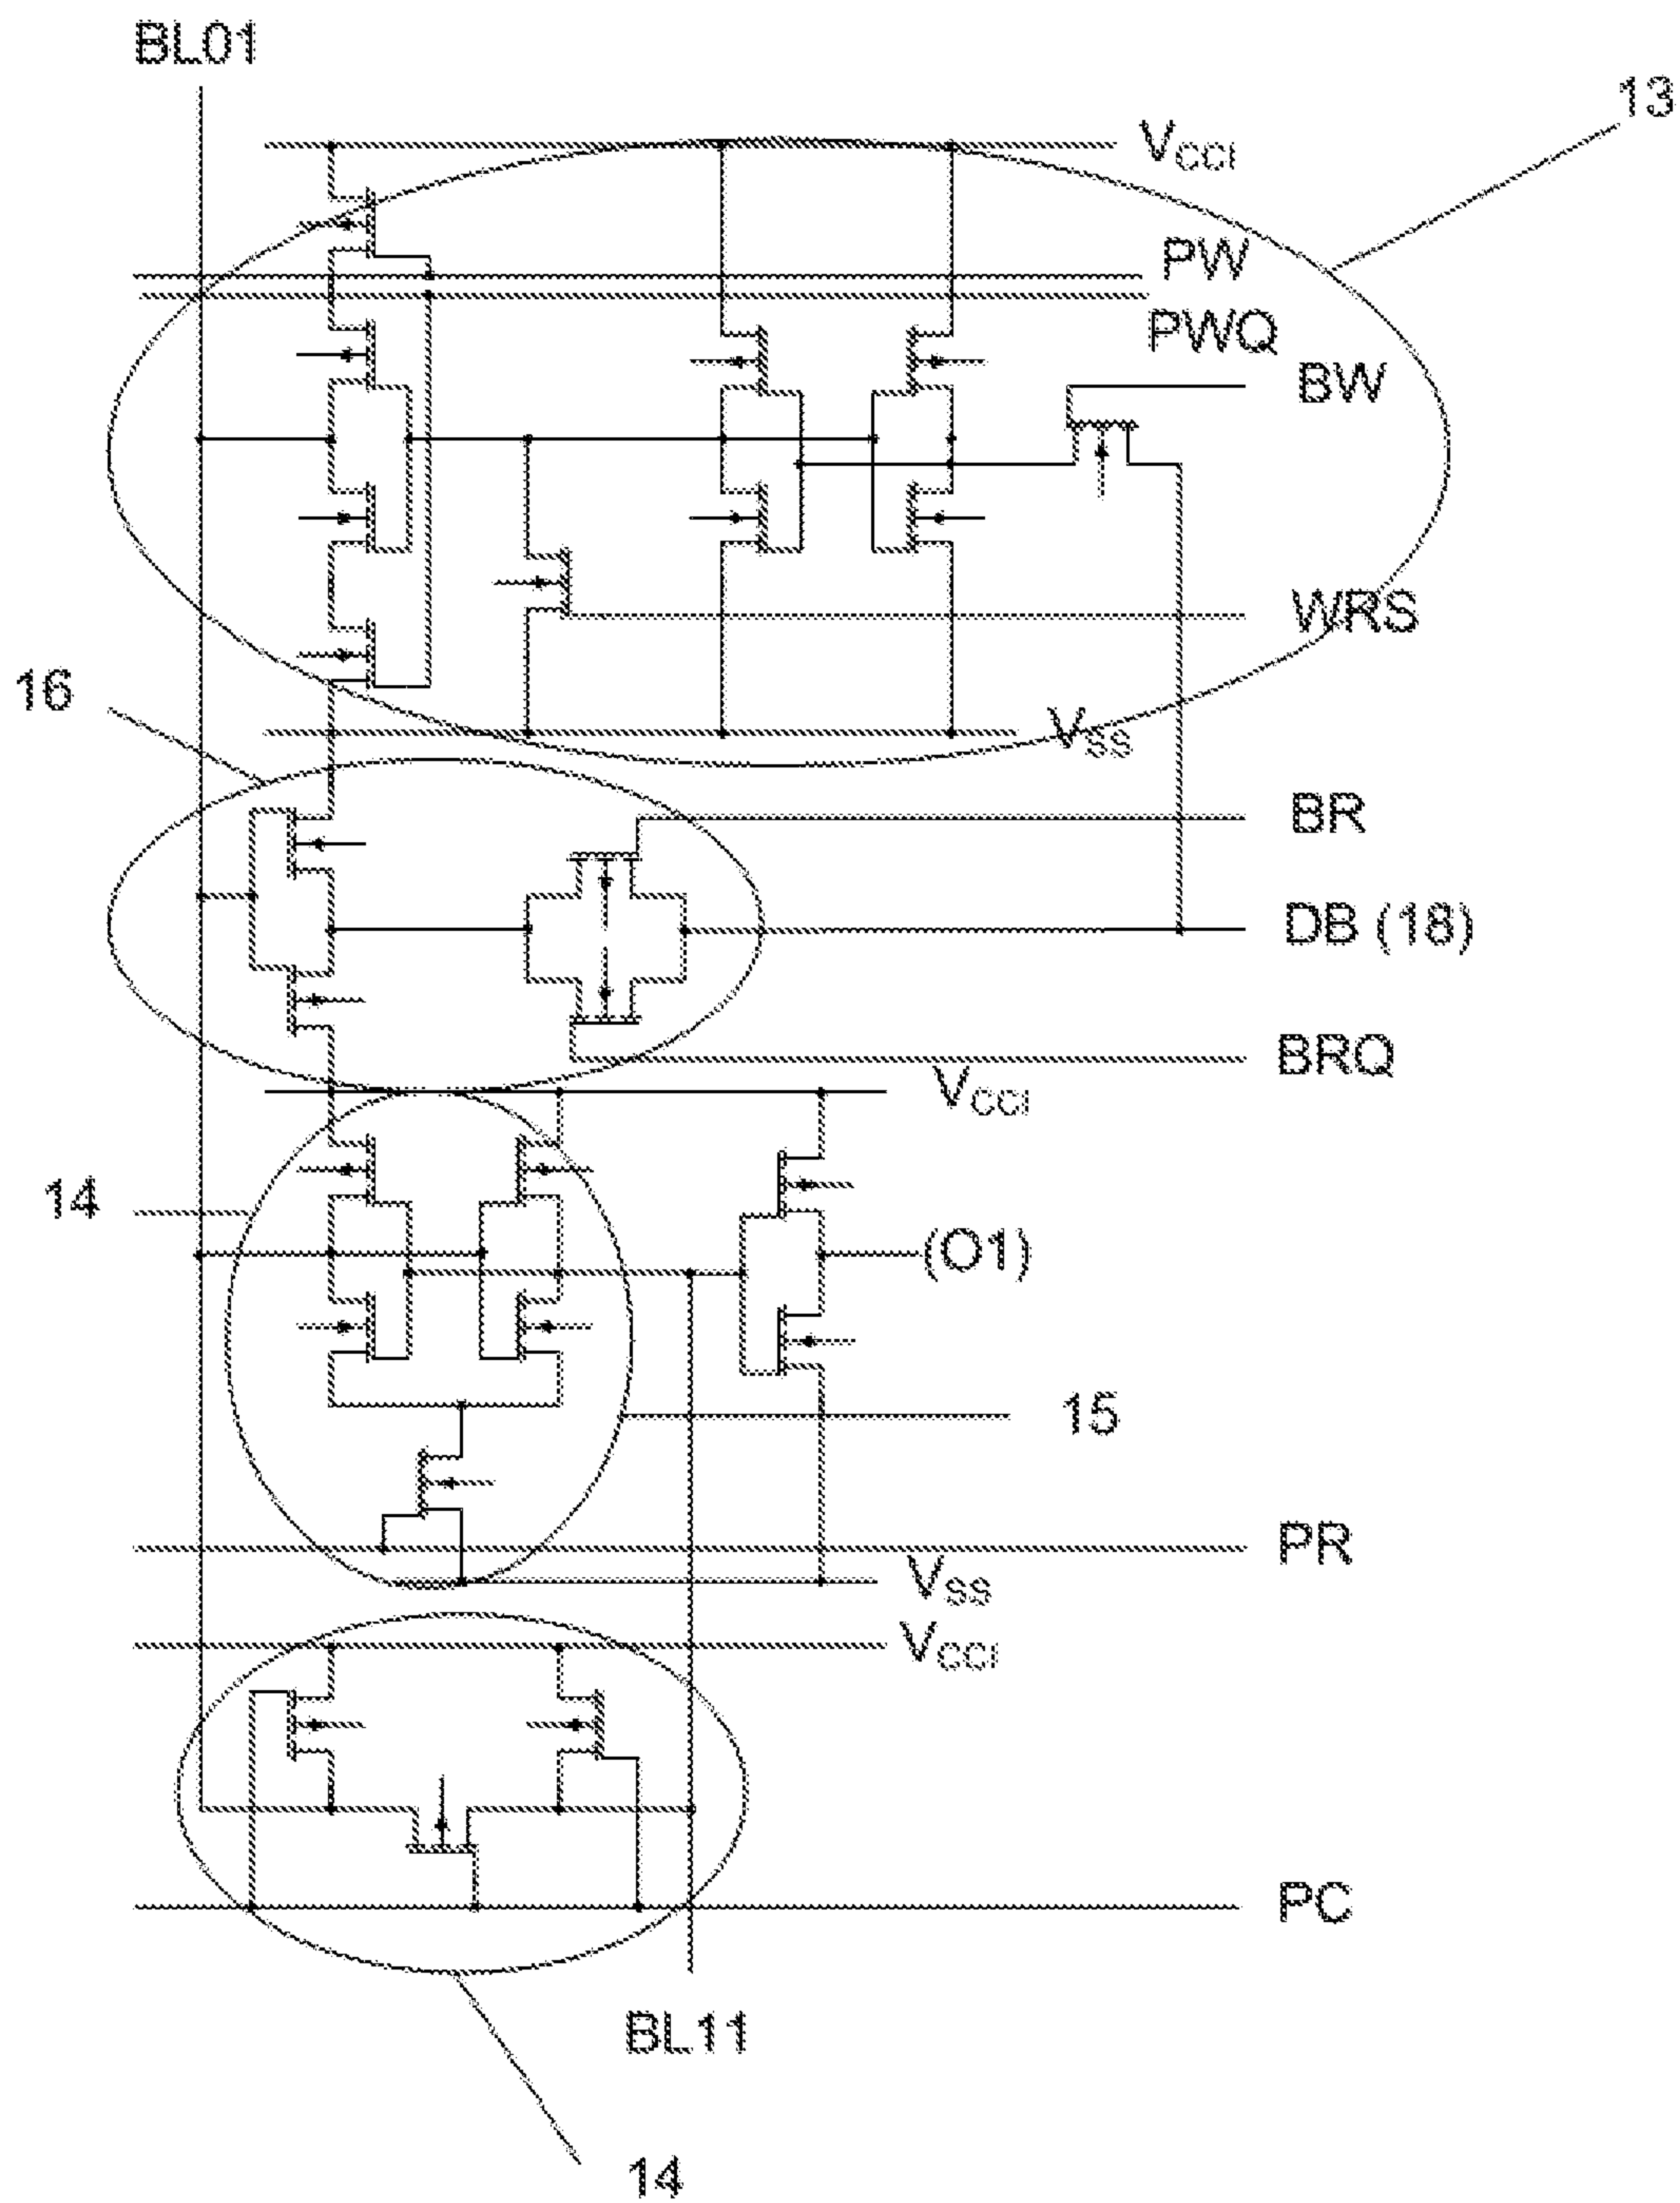 BL01
13
VCCI
PW
PWQ
BW
WRS
16
VSS
BR
DB (18)
BRQ
VCCI
14
(O1)
15
PR
VSS
VCCI
PC
BL11
14